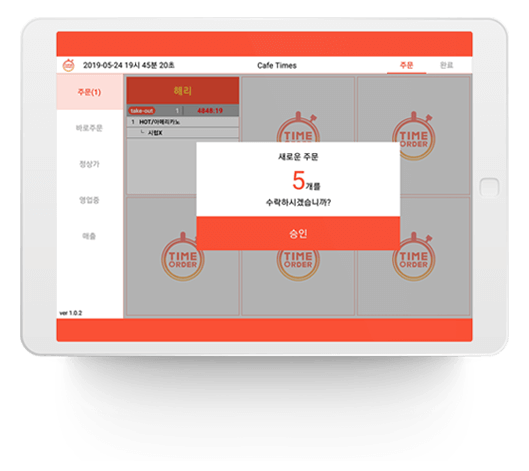 2019-05-24 19시 45분 20초
Cafe Times
주문
완료
주문(1)
바로주문
정상가
영업중
매출
ver 1.0.2
해리
take-out 1 4848:19
1 HOT/아메리카노
ㄴ 시럽X
TIME ORDER
TIME ORDER
새로운 주문
5개를
수락하시겠습니까?
승인
TIME ORDER
TIME ORDER
TIME ORDER